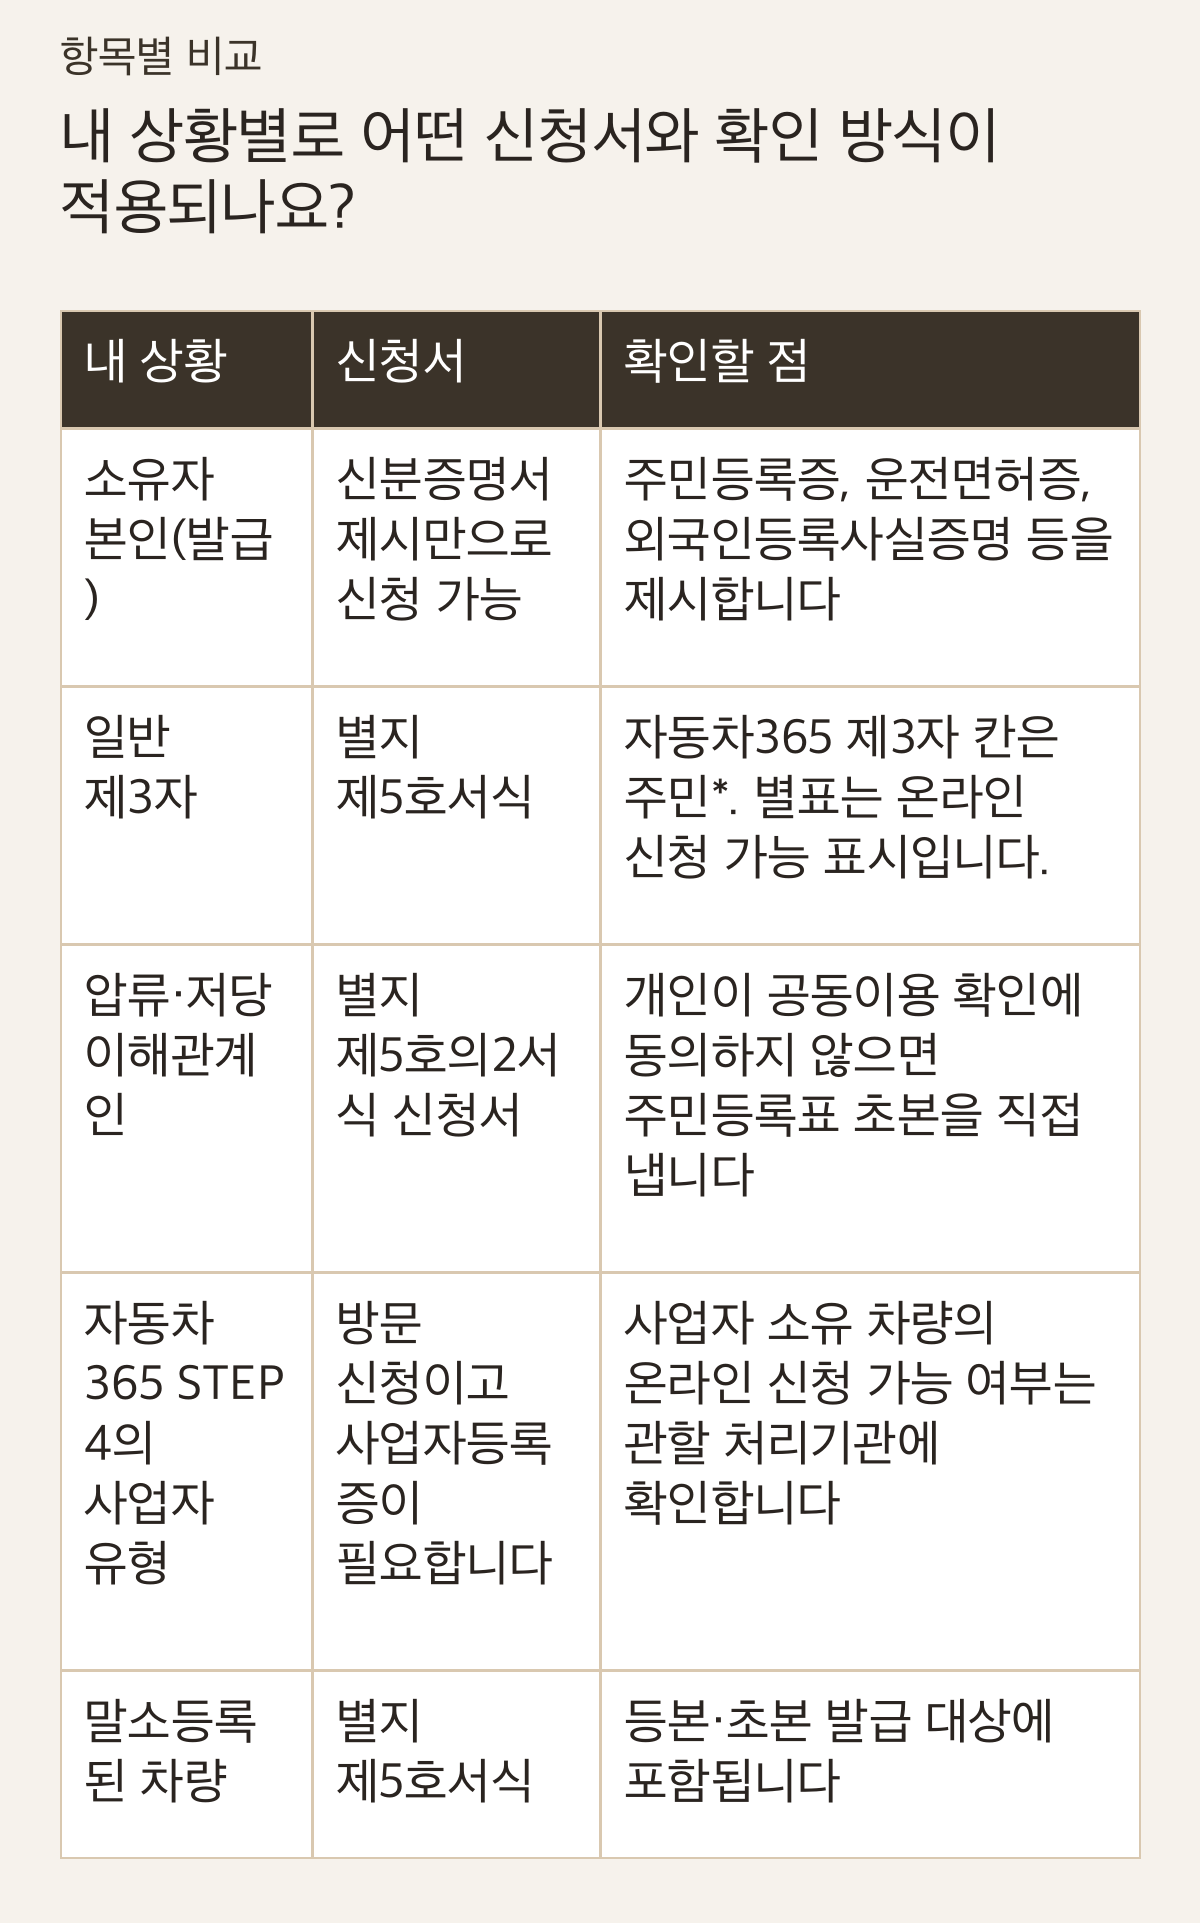 항목별 비교
내 상황별로 어떤 신청서와 확인 방식이
적용되나요?
내 상황
신청서
확인할 점
소유자
본인(발급
)
신분증명서
제시만으로
신청 가능
주민등록증, 운전면허증,
외국인등록사실증명 등을
제시합니다
일반
제3자
별지
제5호서식
자동차365 제3자 칸은
주민*. 별표는 온라인
신청 가능 표시입니다.
압류·저당
이해관계
인
별지
제5호의2서
식 신청서
개인이 공동이용 확인에
동의하지 않으면
주민등록표 초본을 직접
냅니다
자동차
365 STEP
4의
사업자
유형
방문
신청이고
사업자등록
증이
필요합니다
사업자 소유 차량의
온라인 신청 가능 여부는
관할 처리기관에
확인합니다
말소등록
된 차량
별지
제5호서식
등본·초본 발급 대상에
포함됩니다